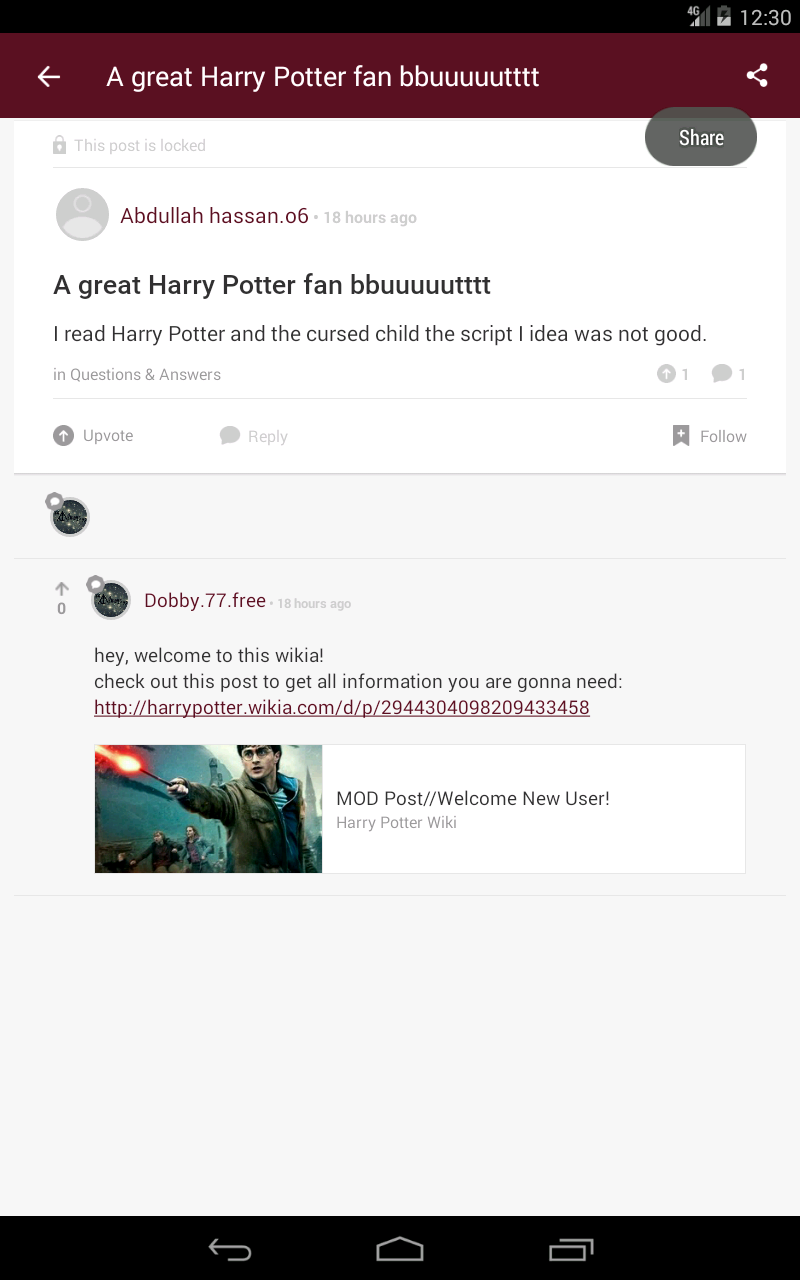 4G 12:30
A great Harry Potter fan bbuuuuutttt
Share
This post is locked
Abdullah hassan.o6 • 18 hours ago
A great Harry Potter fan bbuuuuutttt
I read Harry Potter and the cursed child the script I idea was not good.
in Questions & Answers 1 1
Upvote Reply Follow
0 Dobby.77.free • 18 hours ago
hey, welcome to this wikia!
check out this post to get all information you are gonna need:
http://harrypotter.wikia.com/d/p/2944304098209433458
MOD Post//Welcome New User!
Harry Potter Wiki